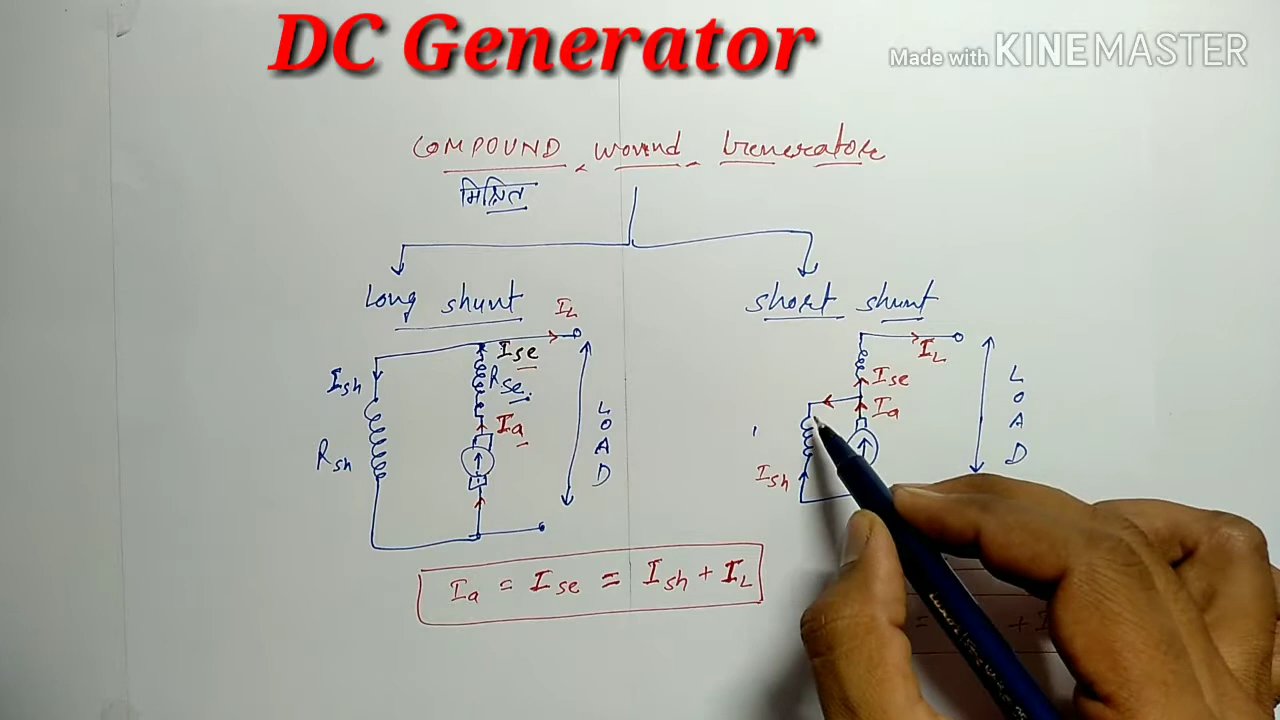 DC Generator
Made with KINEMASTER
COMPOUND wound Generator
मिश्रित
Long shunt
short shunt
IL
Ish
Ise
Rse.
Ia
Rsh
LOAD
IL
Ise
Ia
Ish
LOAD
Ia = Ise = Ish + IL
= + I